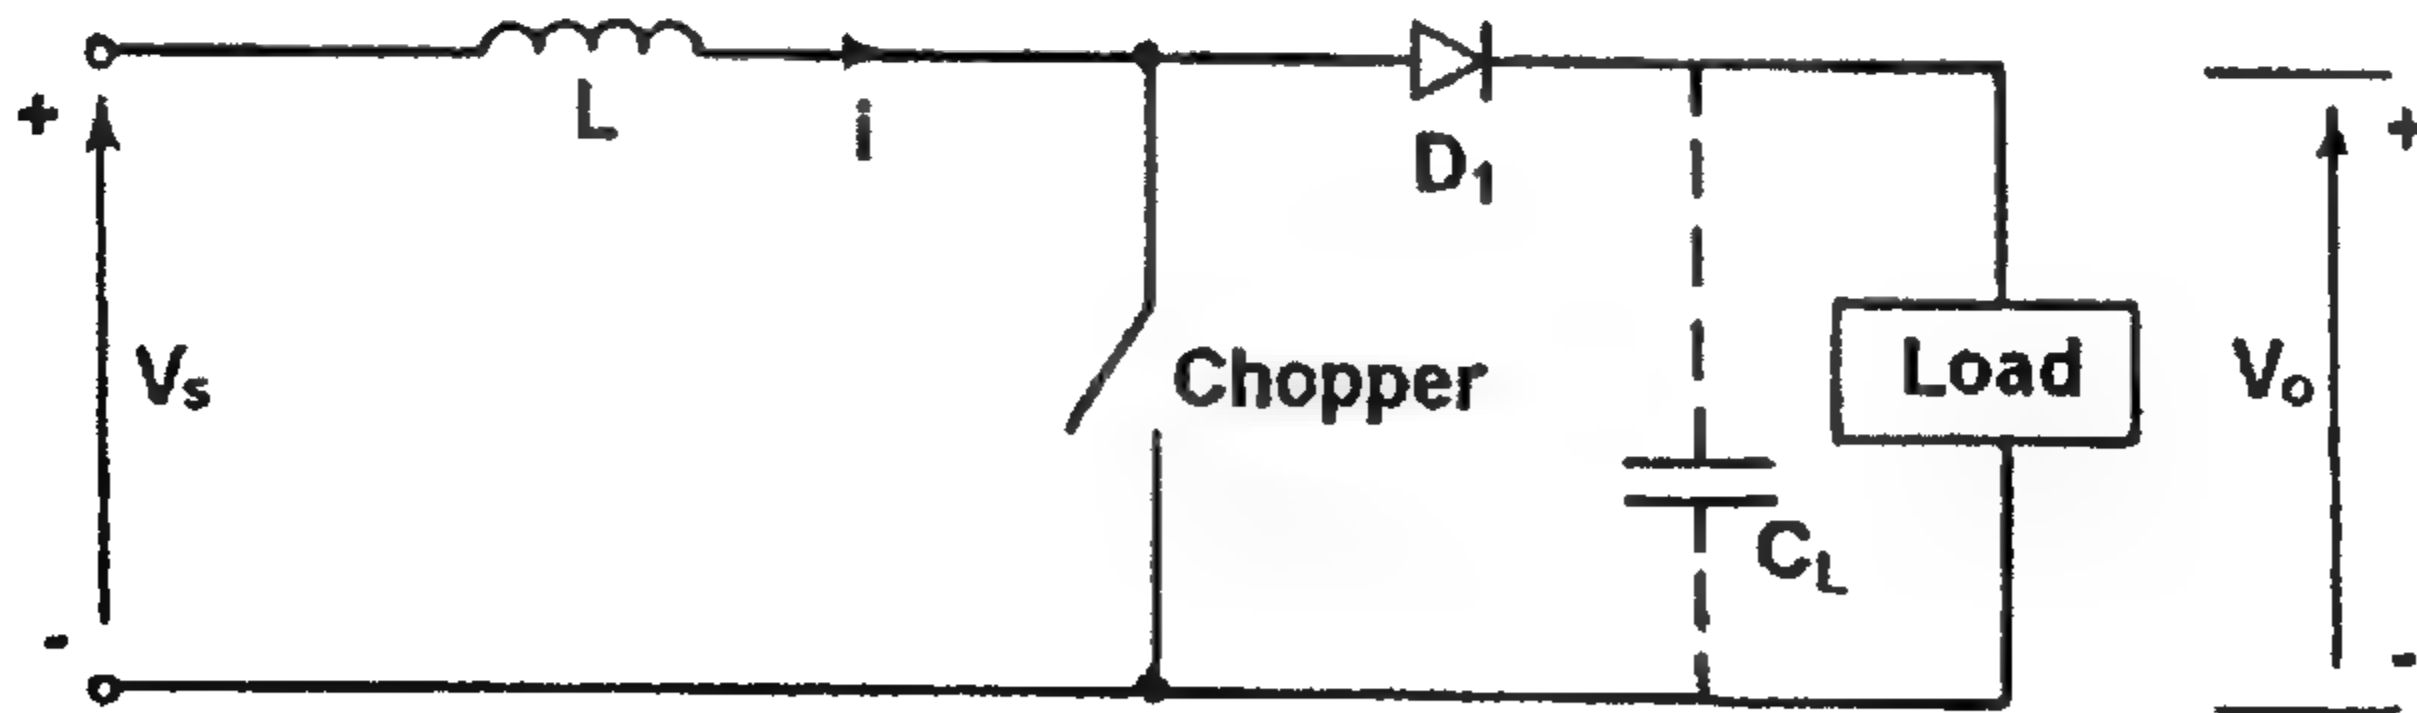 L
i
D1
+
+
Vs
Chopper
Load
Vo
CL
-
-